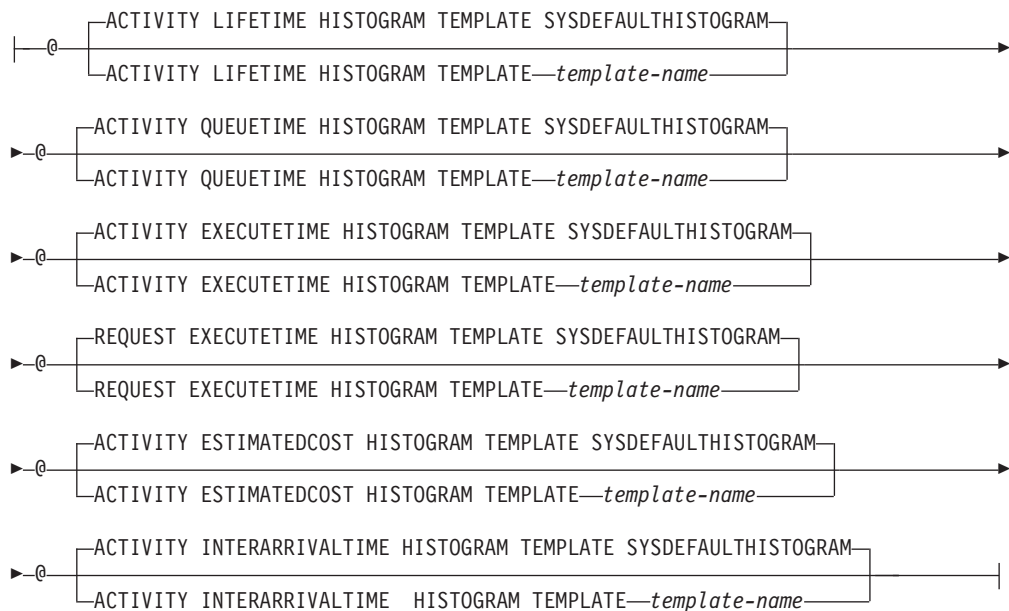 ACTIVITY LIFETIME HISTOGRAM TEMPLATE SYSDEFAULTHISTOGRAM
@
ACTIVITY LIFETIME HISTOGRAM TEMPLATE template-name
ACTIVITY QUEUETIME HISTOGRAM TEMPLATE SYSDEFAULTHISTOGRAM
@
ACTIVITY QUEUETIME HISTOGRAM TEMPLATE template-name
ACTIVITY EXECUTETIME HISTOGRAM TEMPLATE SYSDEFAULTHISTOGRAM
@
ACTIVITY EXECUTETIME HISTOGRAM TEMPLATE template-name
REQUEST EXECUTETIME HISTOGRAM TEMPLATE SYSDEFAULTHISTOGRAM
@
REQUEST EXECUTETIME HISTOGRAM TEMPLATE template-name
ACTIVITY ESTIMATEDCOST HISTOGRAM TEMPLATE SYSDEFAULTHISTOGRAM
@
ACTIVITY ESTIMATEDCOST HISTOGRAM TEMPLATE template-name
ACTIVITY INTERARRIVALTIME HISTOGRAM TEMPLATE SYSDEFAULTHISTOGRAM
@
ACTIVITY INTERARRIVALTIME HISTOGRAM TEMPLATE template-name